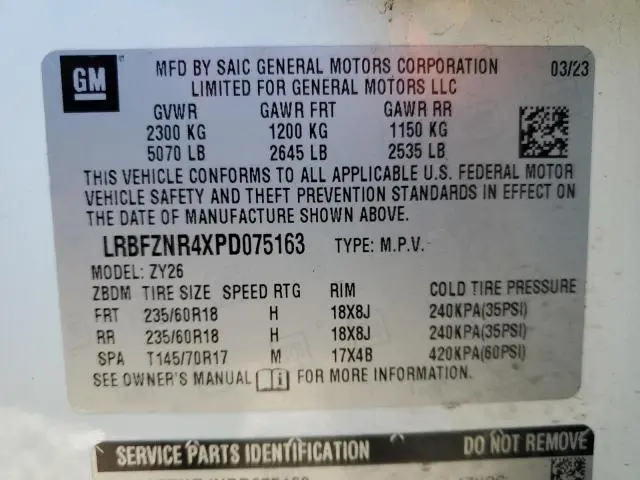 GM
MFD BY SAIC GENERAL MOTORS CORPORATION 03/23
LIMITED FOR GENERAL MOTORS LLC
GVWR GAWR FRT GAWR RR
2300 KG 1200 KG 1150 KG
5070 LB 2645 LB 2535 LB
THIS VEHICLE CONFORMS TO ALL APPLICABLE U.S. FEDERAL MOTOR
VEHICLE SAFETY AND THEFT PREVENTION STANDARDS IN EFFECT ON
THE DATE OF MANUFACTURE SHOWN ABOVE.
LRBFZNR4XPD075163 TYPE: M.P.V.
MODEL: ZY26
ZBDM TIRE SIZE SPEED RTG RIM COLD TIRE PRESSURE
FRT 235/60R18 H 18X8J 240KPA(35PSI)
RR 235/60R18 H 18X8J 240KPA(35PSI)
SPA T145/70R17 M 17X4B 420KPA(60PSI)
SEE OWNER'S MANUAL FOR MORE INFORMATION.
SERVICE PARTS IDENTIFICATION DO NOT REMOVE